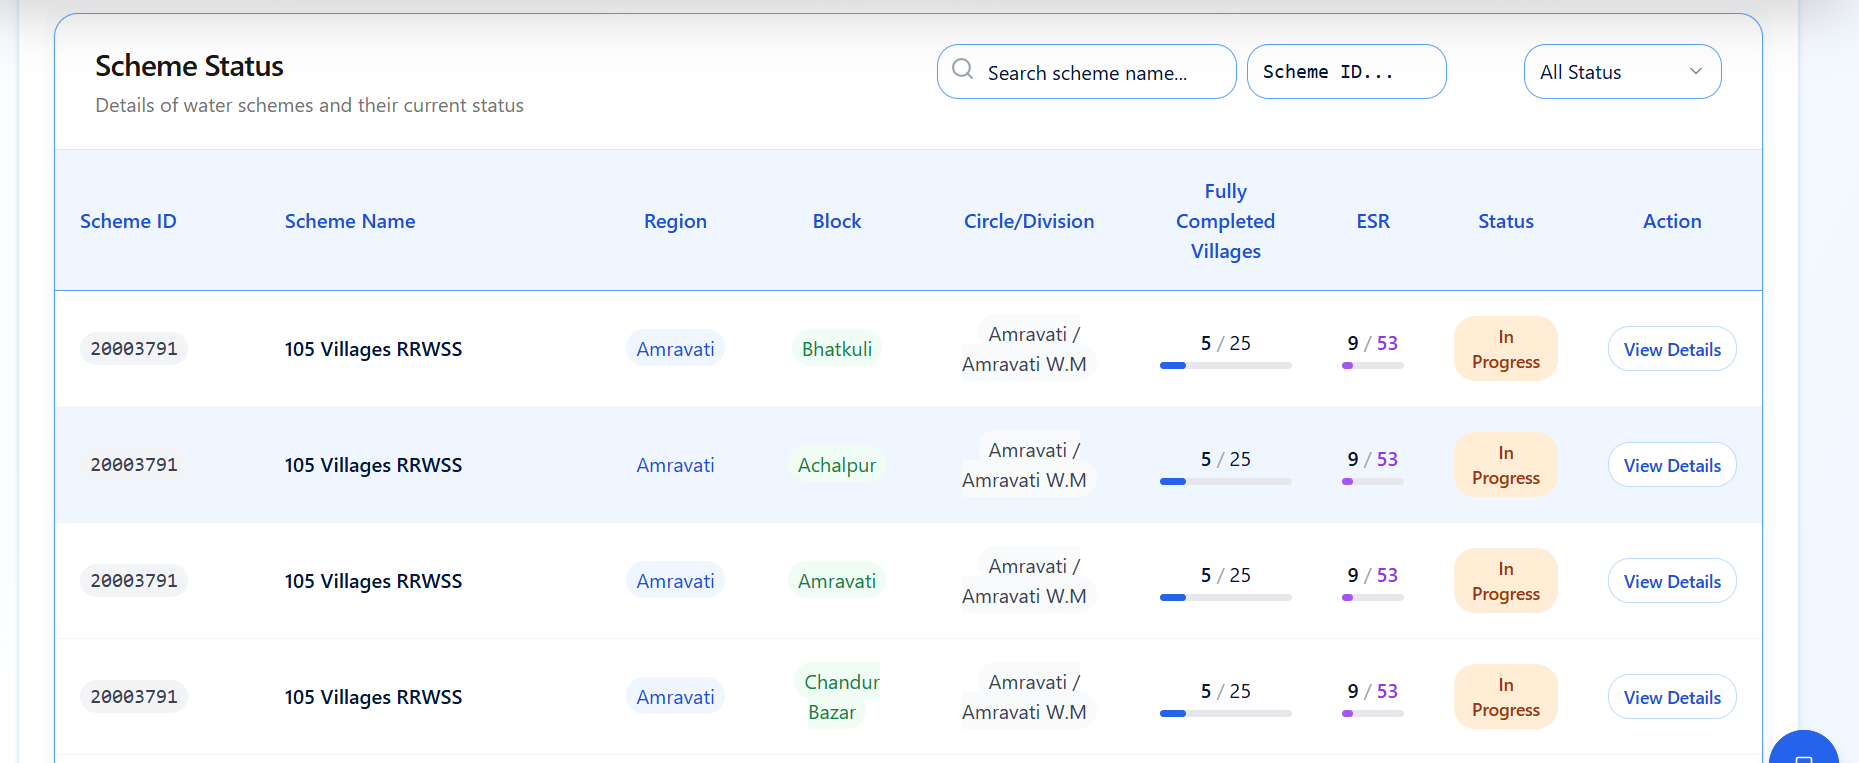 Scheme Status
Details of water schemes and their current status
Search scheme name...
Scheme ID...
All Status
Scheme ID
Scheme Name
Region
Block
Circle/Division
Fully
Completed
Villages
ESR
Status
Action
20003791
105 Villages RRWSS
Amravati
Bhatkuli
Amravati /
Amravati W.M
5 / 25
9 / 53
In
Progress
View Details
20003791
105 Villages RRWSS
Amravati
Achalpur
Amravati /
Amravati W.M
5 / 25
9 / 53
In
Progress
View Details
20003791
105 Villages RRWSS
Amravati
Amravati
Amravati /
Amravati W.M
5 / 25
9 / 53
In
Progress
View Details
20003791
105 Villages RRWSS
Amravati
Chandur
Bazar
Amravati /
Amravati W.M
5 / 25
9 / 53
In
Progress
View Details